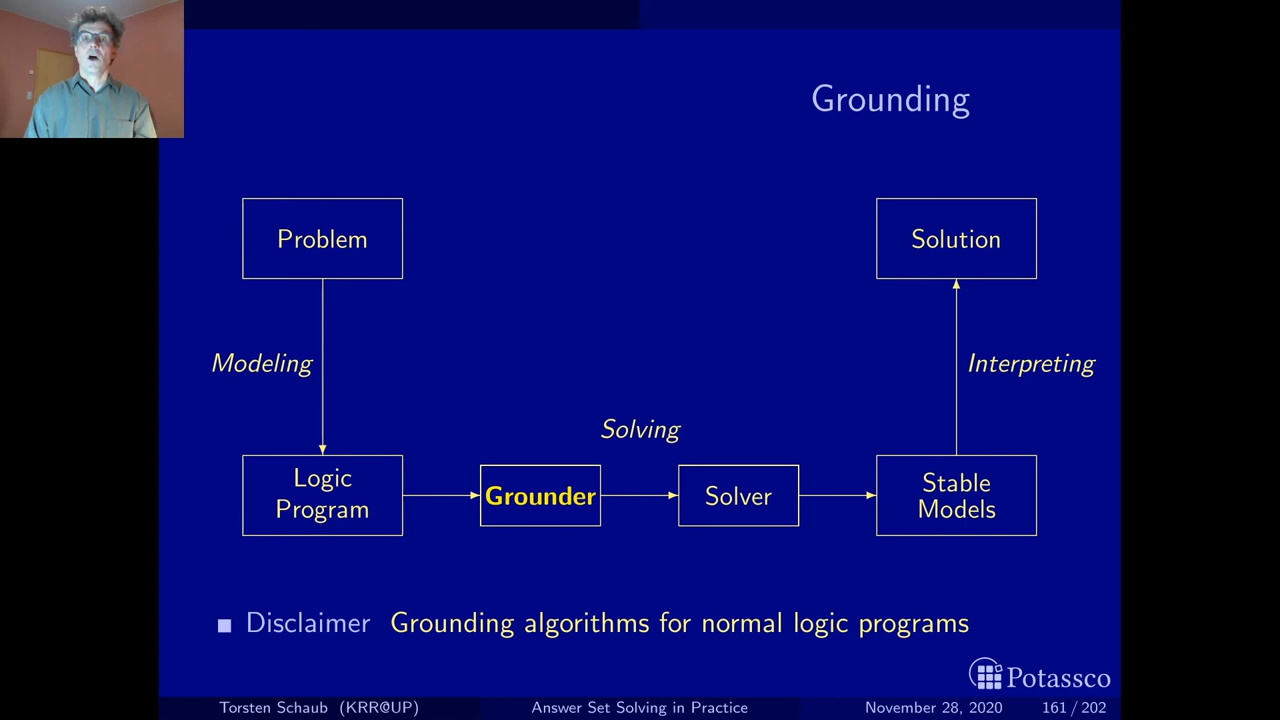 Grounding
Problem
Solution
Modeling
Interpreting
Solving
Logic
Program
Grounder
Solver
Stable
Models
■ Disclaimer Grounding algorithms for normal logic programs
Potassco
Torsten Schaub (KRR@UP) Answer Set Solving in Practice November 28, 2020 161 / 202